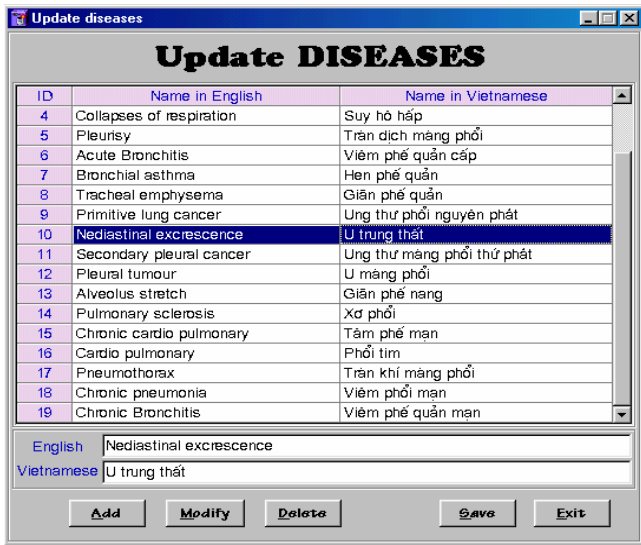 Update diseases
Update DISEASES
ID Name in English Name in Vietnamese
4 Collapses of respiration Suy hô hấp
5 Pleurisy Tràn dịch màng phổi
6 Acute Bronchitis Viêm phế quản cấp
7 Bronchial asthma Hen phế quản
8 Tracheal emphysema Giãn phế quản
9 Primitive lung cancer Ung thư phổi nguyên phát
10 Nediastinal excrescence U trung thất
11 Secondary pleural cancer Ung thư màng phổi thứ phát
12 Pleural tumour U màng phổi
13 Alveolus stretch Giãn phế nang
14 Pulmonary sclerosis Xơ phổi
15 Chronic cardio pulmonary Tâm phế mạn
16 Cardio pulmonary Phổi tim
17 Pneumothorax Tràn khí màng phổi
18 Chronic pneumonia Viêm phổi mạn
19 Chronic Bronchitis Viêm phế quản mạn
English Nediastinal excrescence
Vietnamese U trung thất
Add Modify Delete Save Exit